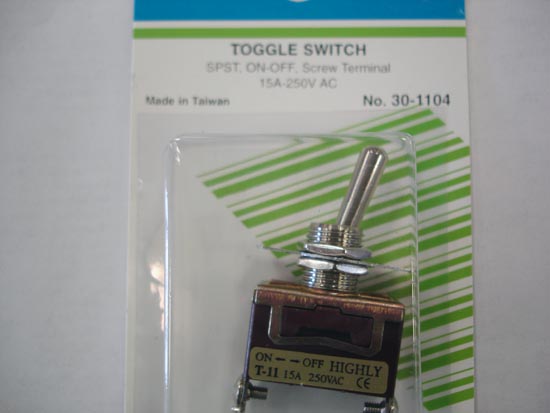 TOGGLE SWITCH
SPST, ON-OFF, Screw Terminal
15A-250V AC
Made in Taiwan No. 30-1104
ON ←→ OFF HIGHLY
T-11 15A 250VAC CE